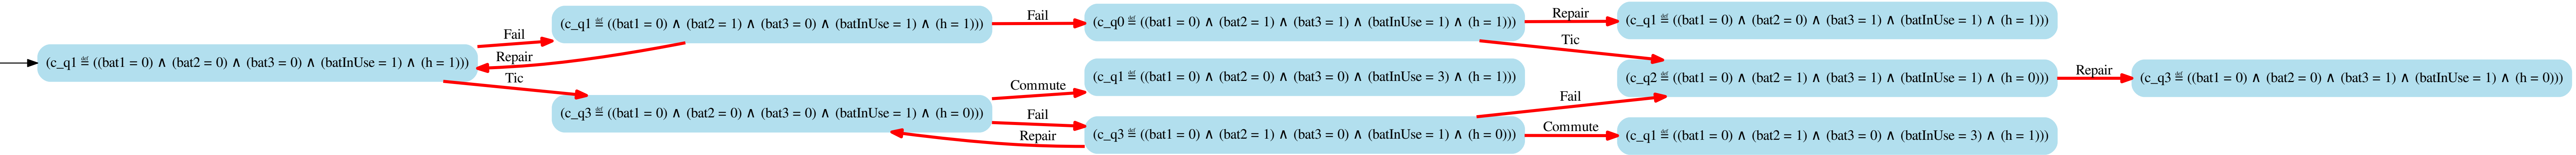 (c_q1 ≝ ((bat1 = 0) ∧ (bat2 = 0) ∧ (bat3 = 0) ∧ (batInUse = 1) ∧ (h = 1)))
Fail
(c_q1 ≝ ((bat1 = 0) ∧ (bat2 = 1) ∧ (bat3 = 0) ∧ (batInUse = 1) ∧ (h = 1)))
Repair
Tic
(c_q3 ≝ ((bat1 = 0) ∧ (bat2 = 0) ∧ (bat3 = 0) ∧ (batInUse = 1) ∧ (h = 0)))
Fail
(c_q0 ≝ ((bat1 = 0) ∧ (bat2 = 1) ∧ (bat3 = 1) ∧ (batInUse = 1) ∧ (h = 1)))
Commute
(c_q1 ≝ ((bat1 = 0) ∧ (bat2 = 0) ∧ (bat3 = 0) ∧ (batInUse = 3) ∧ (h = 1)))
Fail
Repair
(c_q3 ≝ ((bat1 = 0) ∧ (bat2 = 1) ∧ (bat3 = 0) ∧ (batInUse = 1) ∧ (h = 0)))
Repair
(c_q1 ≝ ((bat1 = 0) ∧ (bat2 = 0) ∧ (bat3 = 1) ∧ (batInUse = 1) ∧ (h = 1)))
Tic
(c_q2 ≝ ((bat1 = 0) ∧ (bat2 = 1) ∧ (bat3 = 1) ∧ (batInUse = 1) ∧ (h = 0)))
Fail
Commute
(c_q1 ≝ ((bat1 = 0) ∧ (bat2 = 1) ∧ (bat3 = 0) ∧ (batInUse = 3) ∧ (h = 1)))
Repair
(c_q3 ≝ ((bat1 = 0) ∧ (bat2 = 0) ∧ (bat3 = 1) ∧ (batInUse = 1) ∧ (h = 0)))